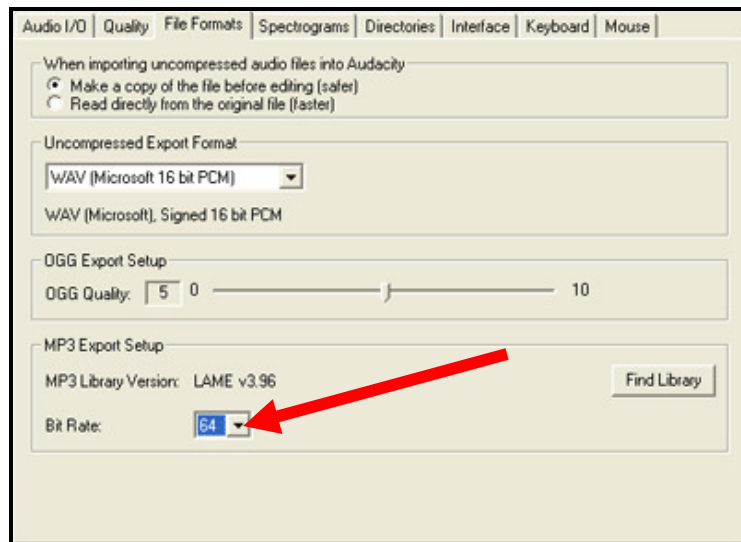 Audio I/O Quality File Formats Spectrograms Directories Interface Keyboard Mouse
When importing uncompressed audio files into Audacity
Make a copy of the file before editing (safer)
Read directly from the original file (faster)
Uncompressed Export Format
WAV (Microsoft 16 bit PCM)
WAV (Microsoft), Signed 16 bit PCM
OGG Export Setup
OGG Quality: 5 0 10
MP3 Export Setup
MP3 Library Version: LAME v3.96 Find Library
Bit Rate: 64